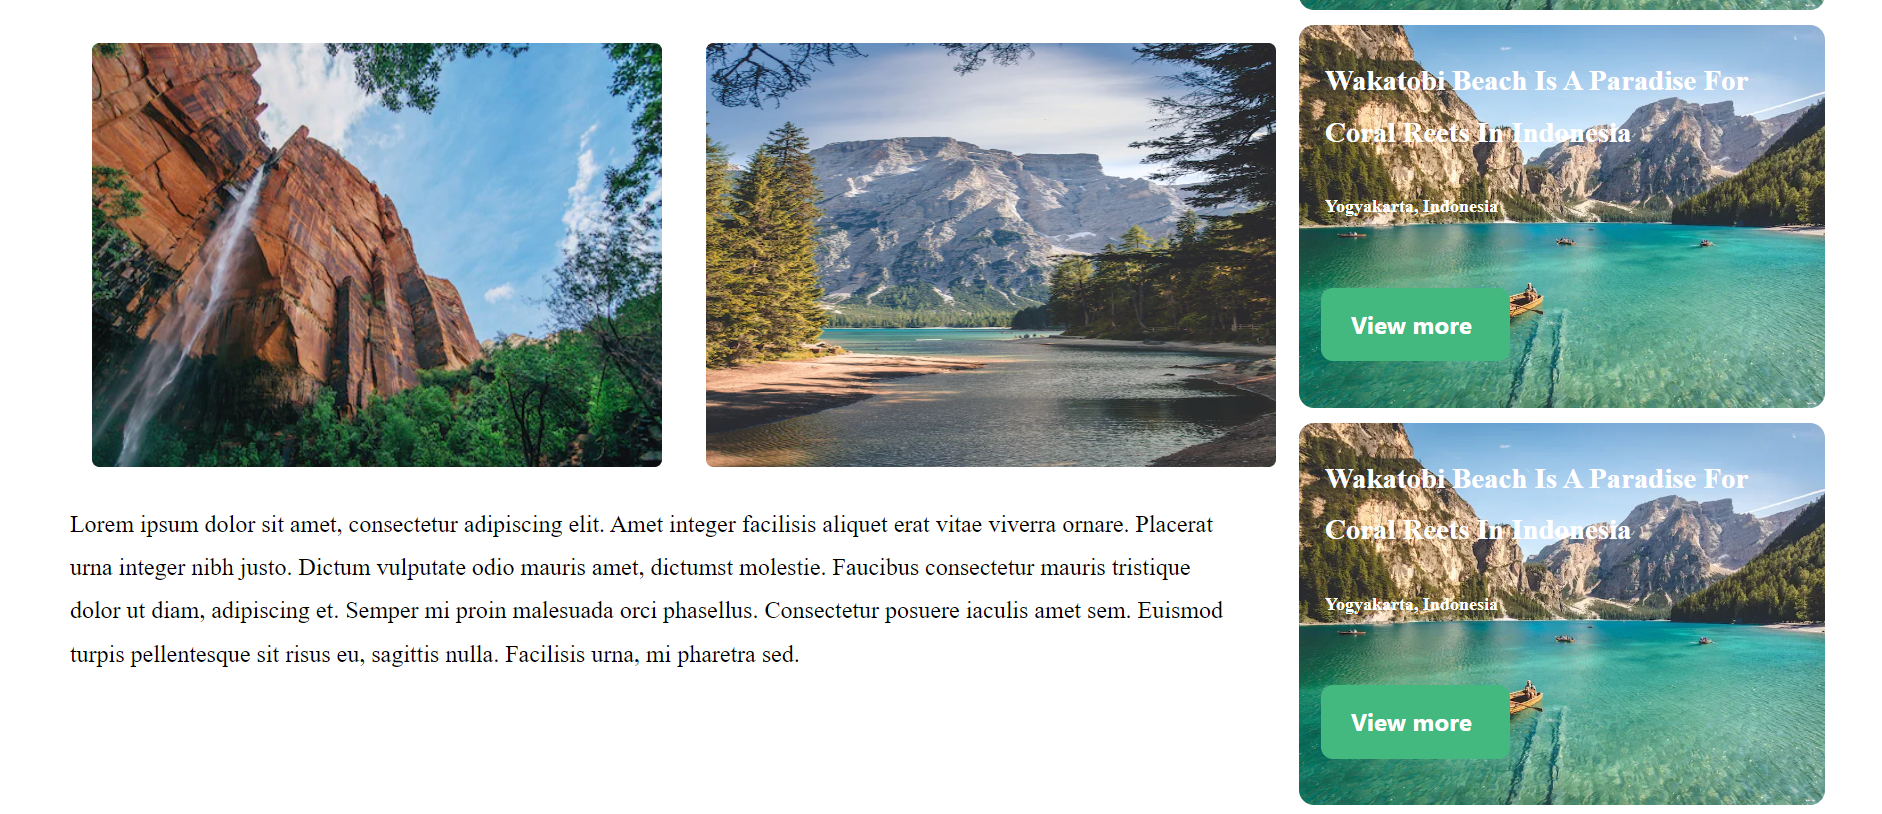 Lorem ipsum dolor sit amet, consectetur adipiscing elit. Amet integer facilisis aliquet erat vitae viverra ornare. Placerat
urna integer nibh justo. Dictum vulputate odio mauris amet, dictumst molestie. Faucibus consectetur mauris tristique
dolor ut diam, adipiscing et. Semper mi proin malesuada orci phasellus. Consectetur posuere iaculis amet sem. Euismod
turpis pellentesque sit risus eu, sagittis nulla. Facilisis urna, mi pharetra sed.
Wakatobi Beach Is A Paradise For
Coral Reets In Indonesia
Yogyakarta, Indonesia
View more
Wakatobi Beach Is A Paradise For
Coral Reets In Indonesia
Yogyakarta, Indonesia
View more